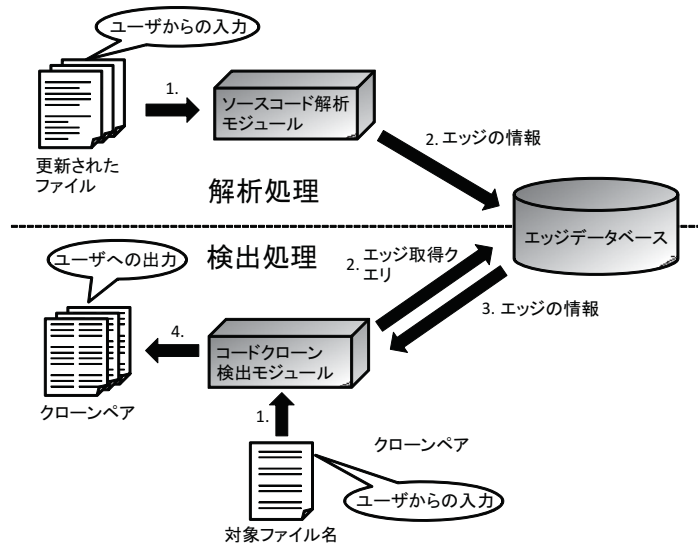 ユーザからの入力
1.
ソースコード解析
モジュール
更新された
ファイル
2. エッジの情報
解析処理
エッジデータベース
検出処理
ユーザへの出力
2. エッジ取得ク
エリ
3. エッジの情報
4.
コードクローン
検出モジュール
クローンペア
1.
クローンペア
ユーザからの入力
対象ファイル名